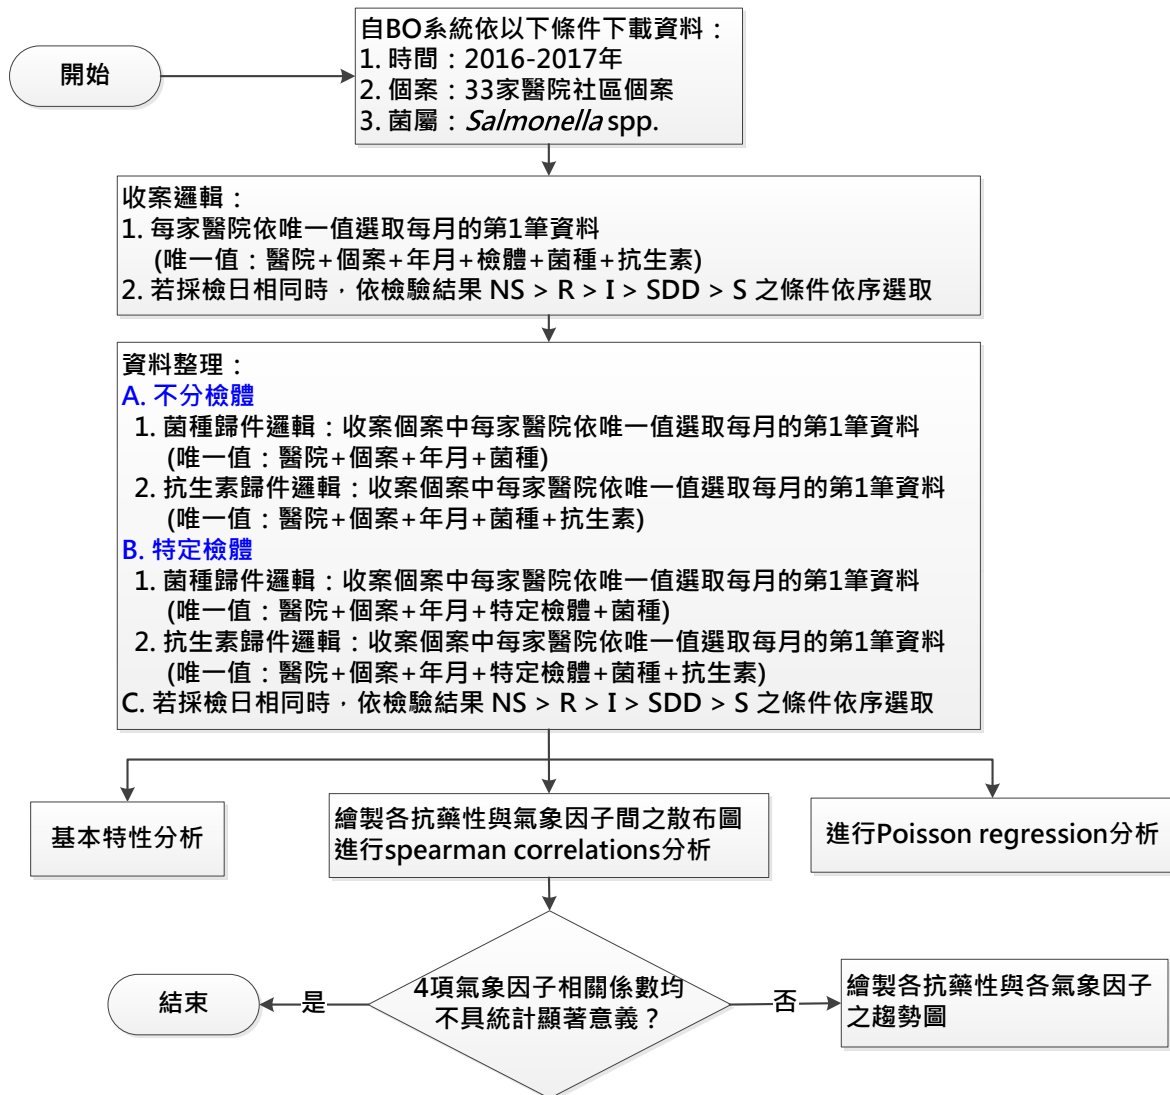 開始
自BO系統依以下條件下載資料：
1. 時間：2016-2017年
2. 個案：33家醫院社區個案
3. 菌屬：Salmonella spp.
收案邏輯：
1. 每家醫院依唯一值選取每月的第1筆資料
(唯一值：醫院+個案+年月+檢體+菌種+抗生素)
2. 若採檢日相同時，依檢驗結果 NS > R > I > SDD > S 之條件依序選取
資料整理：
A. 不分檢體
1. 菌種歸件邏輯：收案個案中每家醫院依唯一值選取每月的第1筆資料
(唯一值：醫院+個案+年月+菌種)
2. 抗生素歸件邏輯：收案個案中每家醫院依唯一值選取每月的第1筆資料
(唯一值：醫院+個案+年月+菌種+抗生素)
B. 特定檢體
1. 菌種歸件邏輯：收案個案中每家醫院依唯一值選取每月的第1筆資料
(唯一值：醫院+個案+年月+特定檢體+菌種)
2. 抗生素歸件邏輯：收案個案中每家醫院依唯一值選取每月的第1筆資料
(唯一值：醫院+個案+年月+特定檢體+菌種+抗生素)
C. 若採檢日相同時，依檢驗結果 NS > R > I > SDD > S 之條件依序選取
基本特性分析
繪製各抗藥性與氣象因子間之散布圖
進行spearman correlations分析
進行Poisson regression分析
4項氣象因子相關係數均
不具統計顯著意義？
是
結束
否
繪製各抗藥性與各氣象因子
之趨勢圖